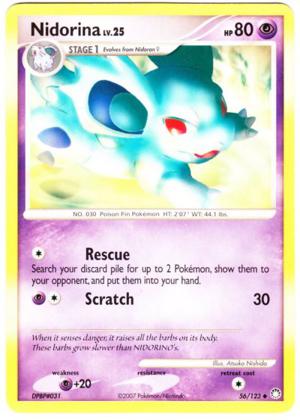 Nidorina LV.25 HP 80
STAGE 1 Evolves from Nidoran♀
NO. 030 Poison Pin Pokémon HT: 2'07" WT: 44.1 lbs.
Rescue
Search your discard pile for up to 2 Pokémon, show them
to your opponent, and put them into your hand.
Scratch 30
When it senses danger, it raises all the barbs on its body.
These barbs grow slower than NIDORINO's.
Illus. Atsuko Nishida
weakness resistance retreat cost
+20
DPBP#031 ©2007 Pokémon/Nintendo 56/123